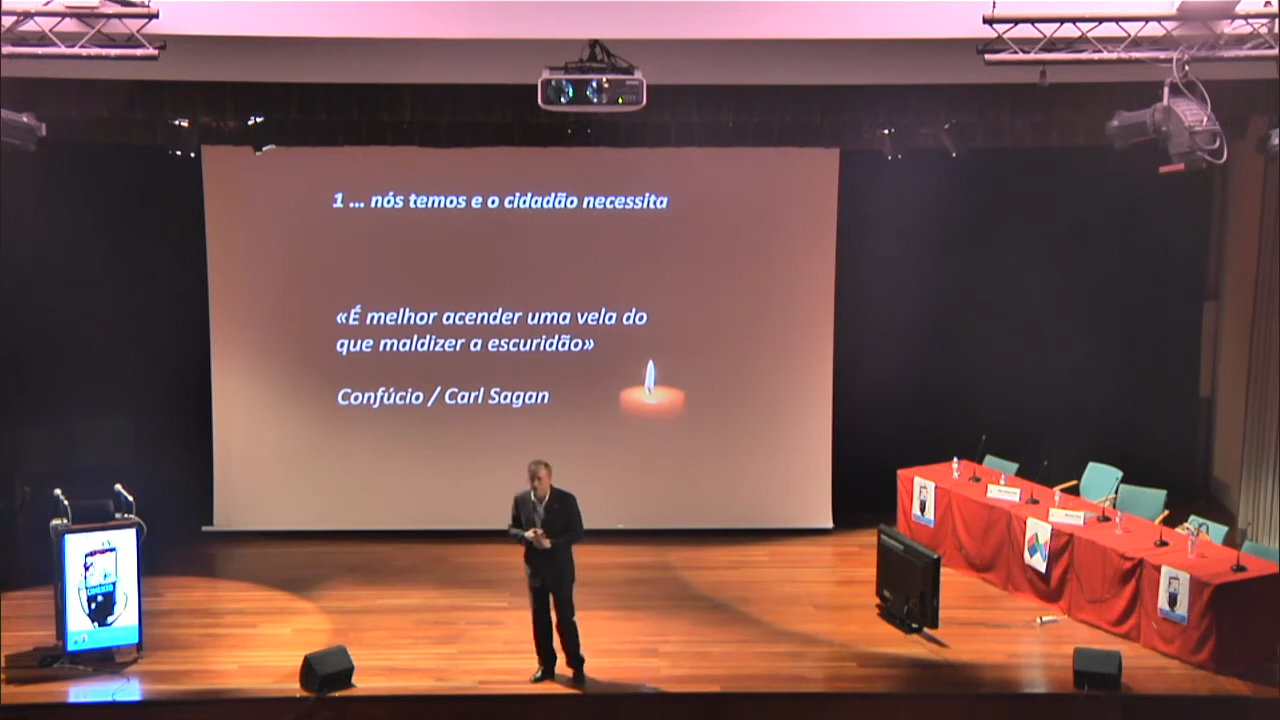 1 ... nós temos e o cidadão necessita
«É melhor acender uma vela do
que maldizer a escuridão»
Confúcio / Carl Sagan